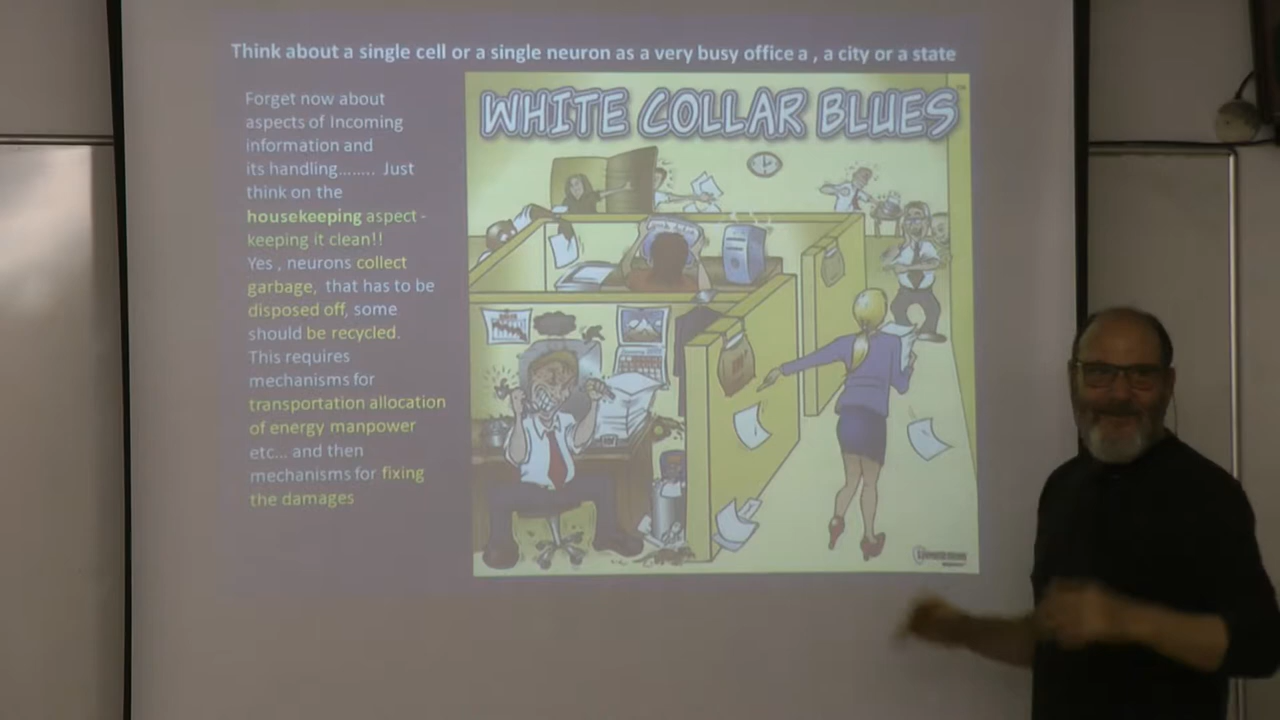 Think about a single cell or a single neuron as a very busy office a , a city or a state
Forget now about
aspects of Incoming
information and
its handling........ Just
think on the
housekeeping aspect -
keeping it clean!!
Yes , neurons collect
garbage, that has to be
disposed off, some
should be recycled.
This requires
mechanisms for
transportation allocation
of energy manpower
etc... and then
mechanisms for fixing
the damages
WHITE COLLAR BLUES